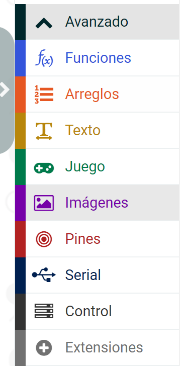 Avanzado
f(x) Funciones
Arreglos
Texto
Juego
Imágenes
Pines
Serial
Control
Extensiones